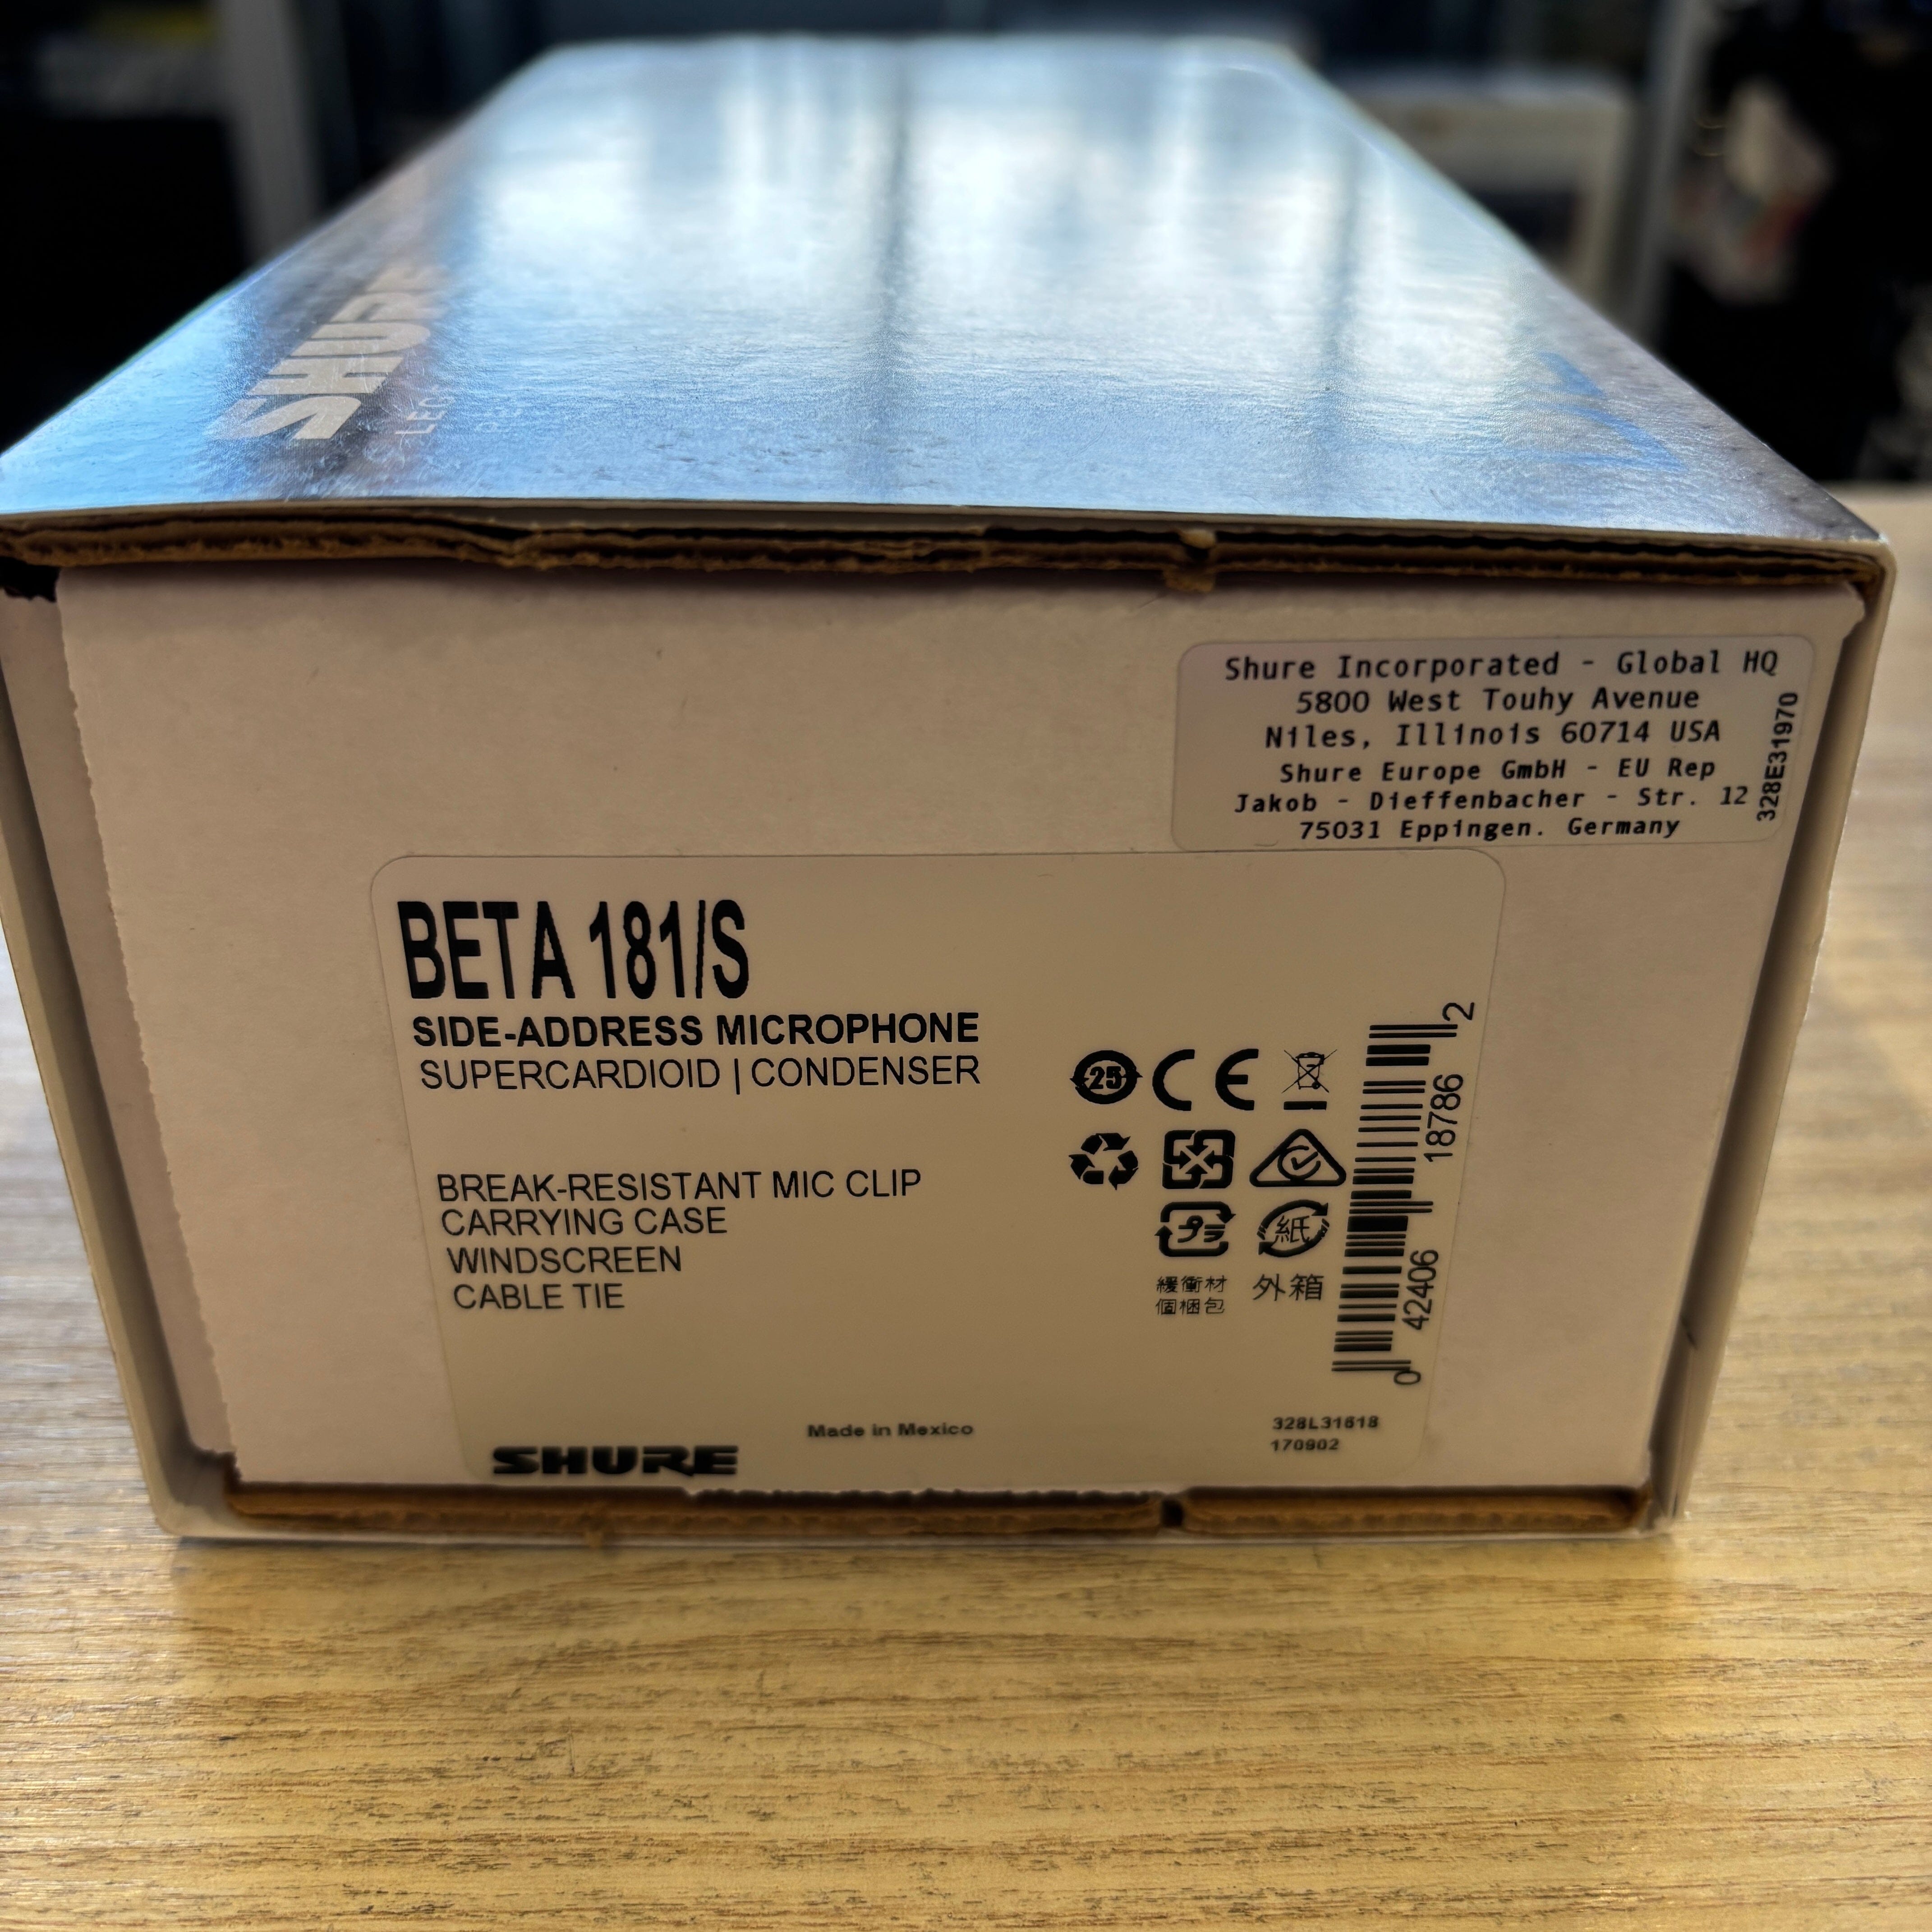 SHURE
Shure Incorporated - Global HQ
5800 West Touhy Avenue
Niles, Illinois 60714 USA
Shure Europe GmbH - EU Rep
Jakob - Dieffenbacher - Str. 12
75031 Eppingen. Germany
328E31970
BETA 181/S
SIDE-ADDRESS MICROPHONE
SUPERCARDIOID | CONDENSER
BREAK-RESISTANT MIC CLIP
CARRYING CASE
WINDSCREEN
CABLE TIE
25 CE
プラ 紙
緩衝材 外箱
個梱包
0 42406 18786 2
SHURE
Made in Mexico
328L31618
170902